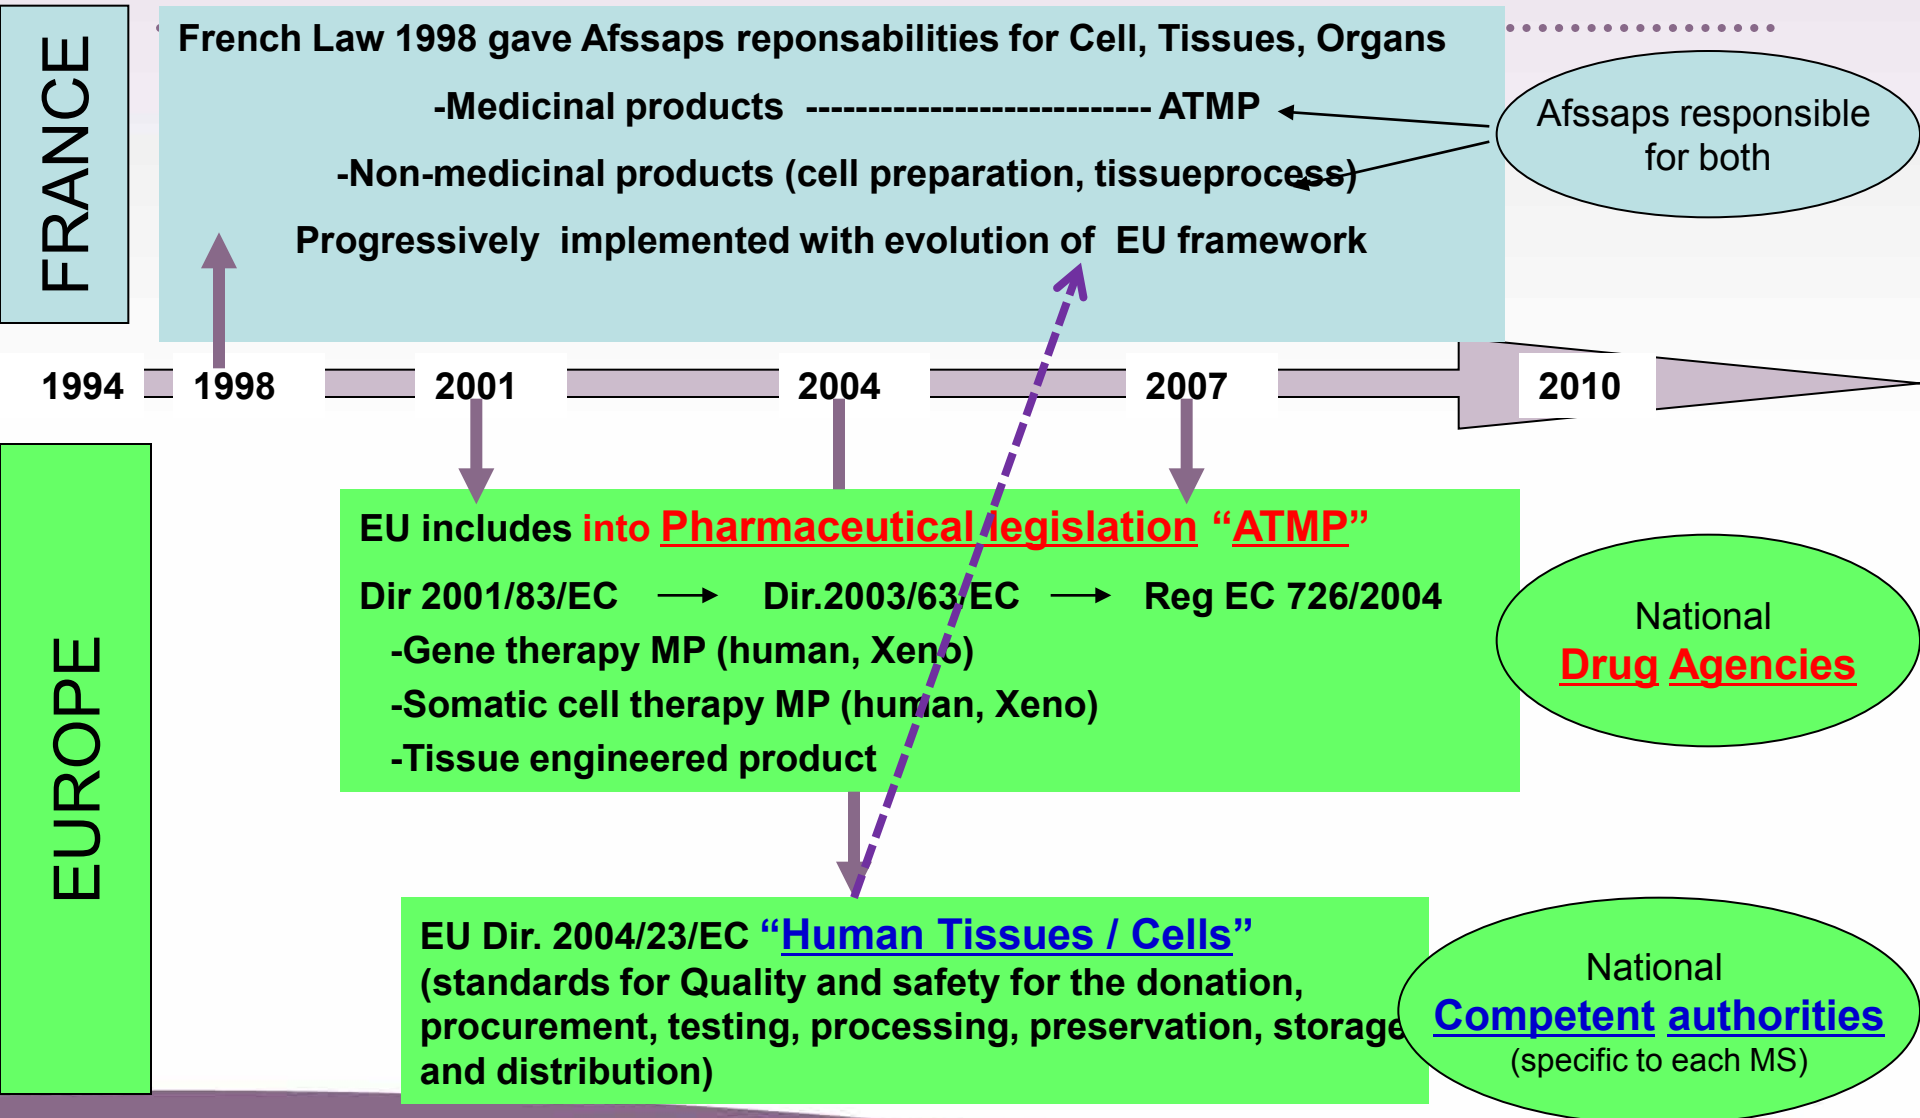 FRANCE
French Law 1998 gave Afssaps reponsabilities for Cell, Tissues, Organs
-Medicinal products ---------------------------- ATMP
-Non-medicinal products (cell preparation, tissueprocess)
Progressively implemented with evolution of EU framework
Afssaps responsible
for both
1994 1998 2001 2004 2007 2010
EUROPE
EU includes into Pharmaceutical legislation “ATMP”
Dir 2001/83/EC → Dir.2003/63/EC → Reg EC 726/2004
-Gene therapy MP (human, Xeno)
-Somatic cell therapy MP (human, Xeno)
-Tissue engineered product
National
Drug Agencies
EU Dir. 2004/23/EC “Human Tissues / Cells”
(standards for Quality and safety for the donation,
procurement, testing, processing, preservation, storage
and distribution)
National
Competent authorities
(specific to each MS)